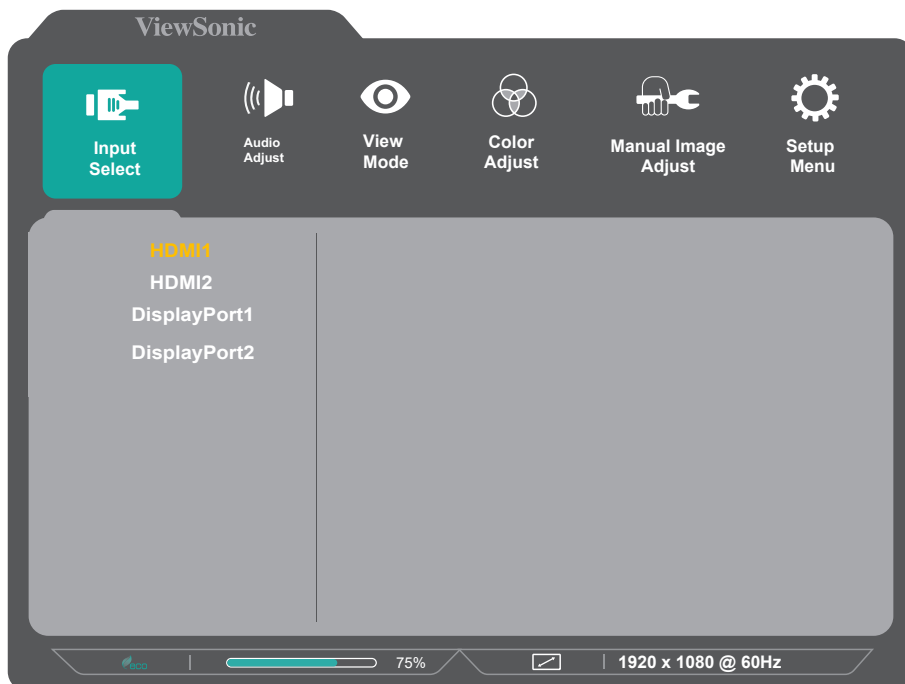 ViewSonic
Input
Select
Audio
Adjust
View
Mode
Color
Adjust
Manual Image
Adjust
Setup
Menu
HDMI1
HDMI2
DisplayPort1
DisplayPort2
eco
75%
1920 x 1080 @ 60Hz